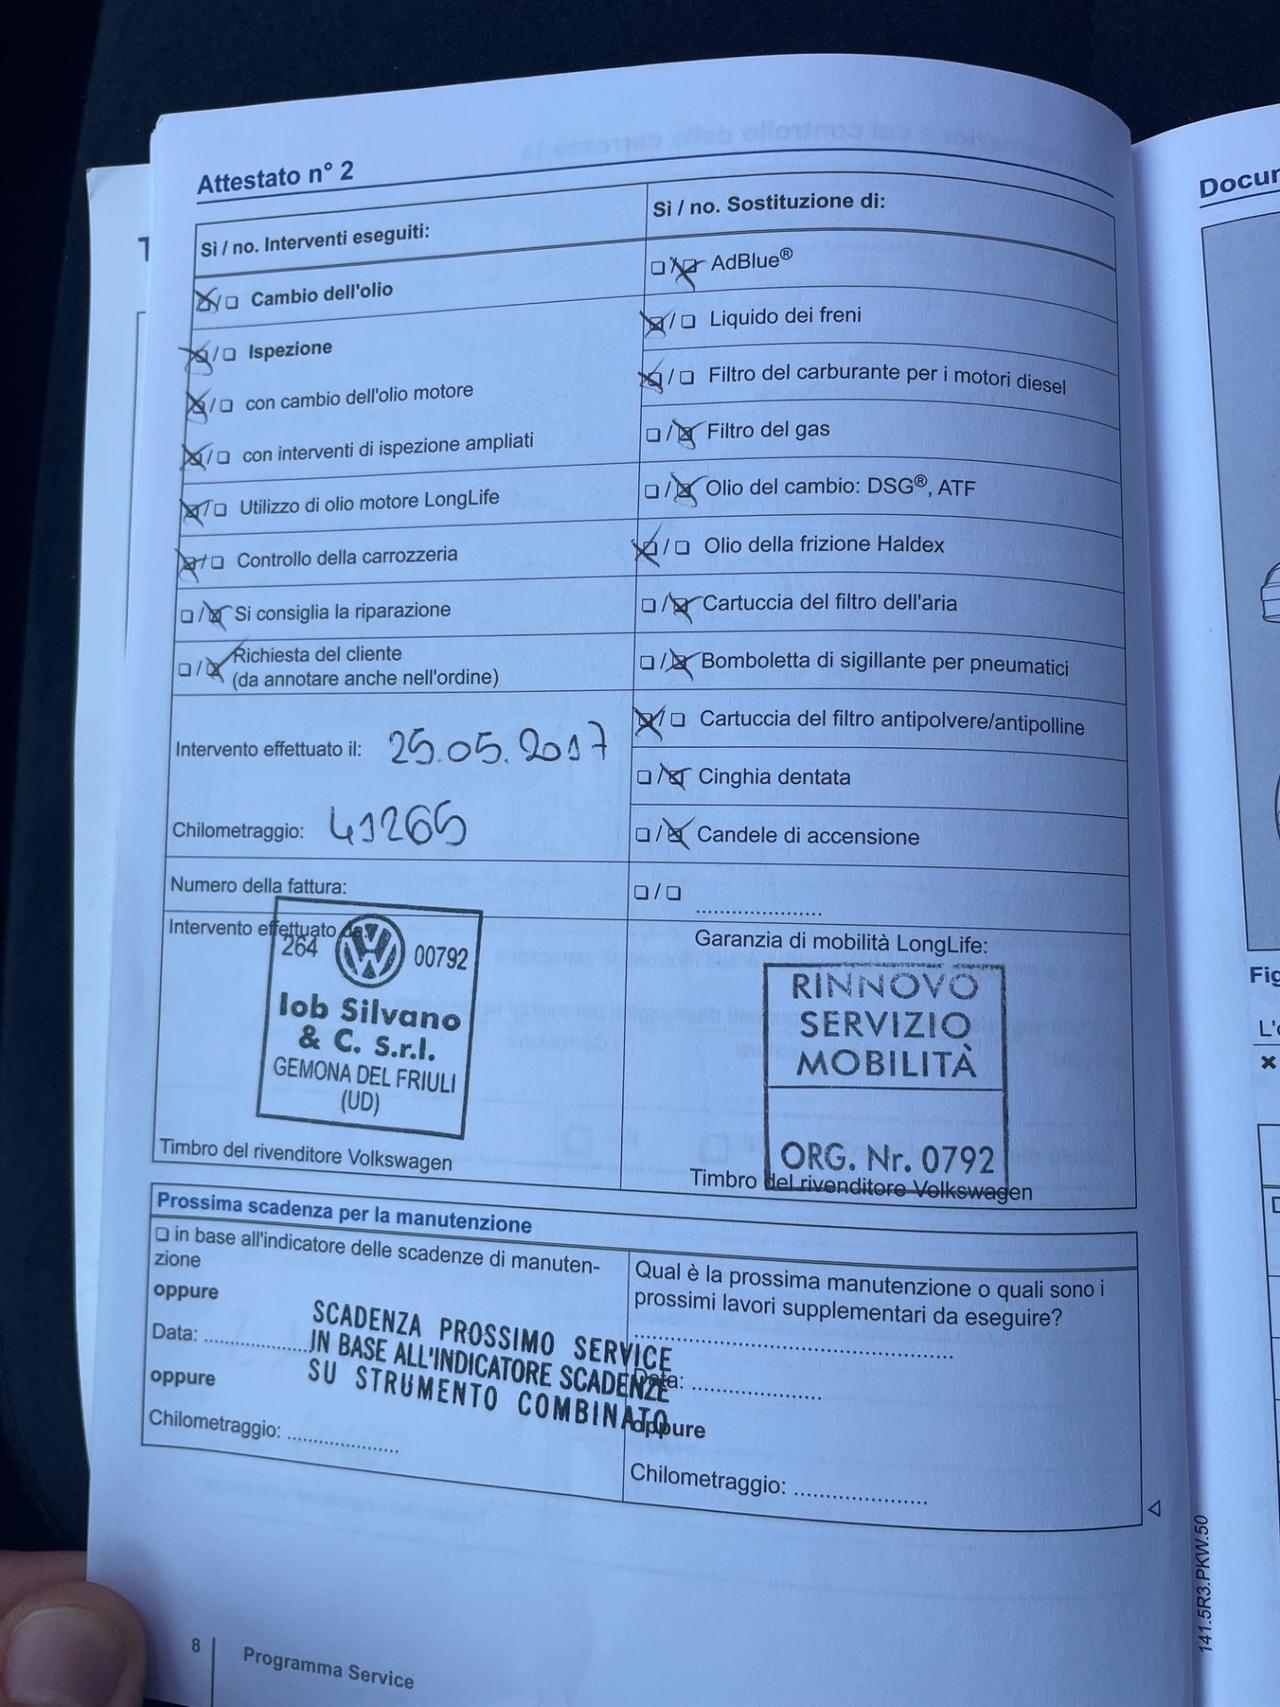 Attestato n° 2
Sì / no. Interventi eseguiti:
☒/☐ Cambio dell'olio
☒/☐ Ispezione
☒/☐ con cambio dell'olio motore
☒/☐ con interventi di ispezione ampliati
☒/☐ Utilizzo di olio motore LongLife
☒/☐ Controllo della carrozzeria
☐/☒ Si consiglia la riparazione
☐/☒ Richiesta del cliente
(da annotare anche nell'ordine)
Intervento effettuato il: 25.05.2017
Chilometraggio: 41265
Numero della fattura:
Intervento effettuato da:
264 00792
Iob Silvano
& C. S.r.l.
GEMONA DEL FRIULI
(UD)
Timbro del rivenditore Volkswagen
Sì / no. Sostituzione di:
☐/☒ AdBlue®
☒/☐ Liquido dei freni
☒/☐ Filtro del carburante per i motori diesel
☐/☒ Filtro del gas
☐/☒ Olio del cambio: DSG®, ATF
☒/☐ Olio della frizione Haldex
☐/☒ Cartuccia del filtro dell'aria
☐/☒ Bomboletta di sigillante per pneumatici
☒/☐ Cartuccia del filtro antipolvere/antipolline
☐/☒ Cinghia dentata
☐/☒ Candele di accensione
☐/☐ .....................
Garanzia di mobilità LongLife:
RINNOVO
SERVIZIO
MOBILITÀ
ORG. Nr. 0792
Timbro del rivenditore Volkswagen
Prossima scadenza per la manutenzione
☐ in base all'indicatore delle scadenze di manuten-
zione
oppure
Data: ..................
oppure
Chilometraggio: ..................
SCADENZA PROSSIMO SERVICE
IN BASE ALL'INDICATORE SCADENZE
SU STRUMENTO COMBINATO
Qual è la prossima manutenzione o quali sono i
prossimi lavori supplementari da eseguire?
..................................................
Data: .....................
oppure
Chilometraggio: .....................
8
Programma Service
141.5R3.PKW.50
Docum
Fig
L'